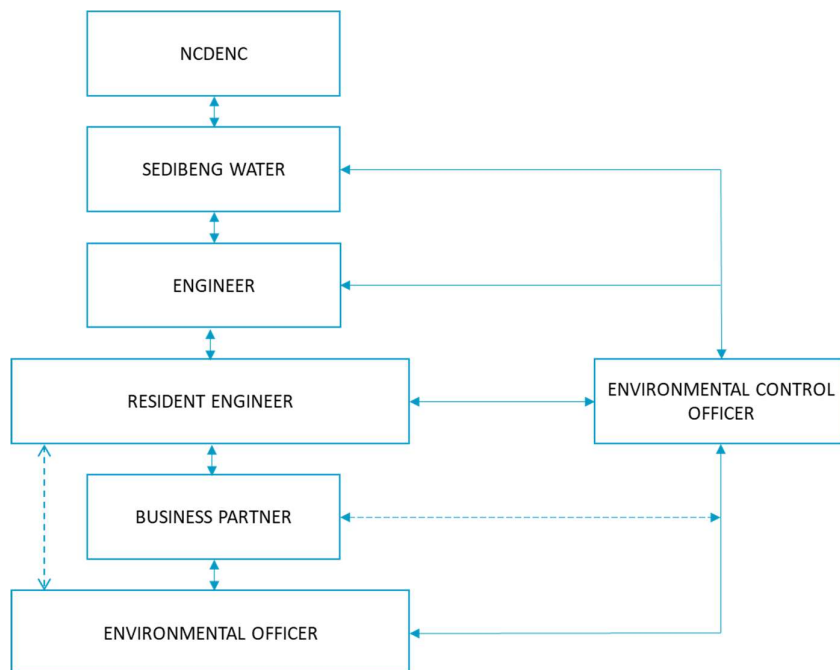 NCDENC
SEDIBENG WATER
ENGINEER
RESIDENT ENGINEER
ENVIRONMENTAL CONTROL
OFFICER
BUSINESS PARTNER
ENVIRONMENTAL OFFICER